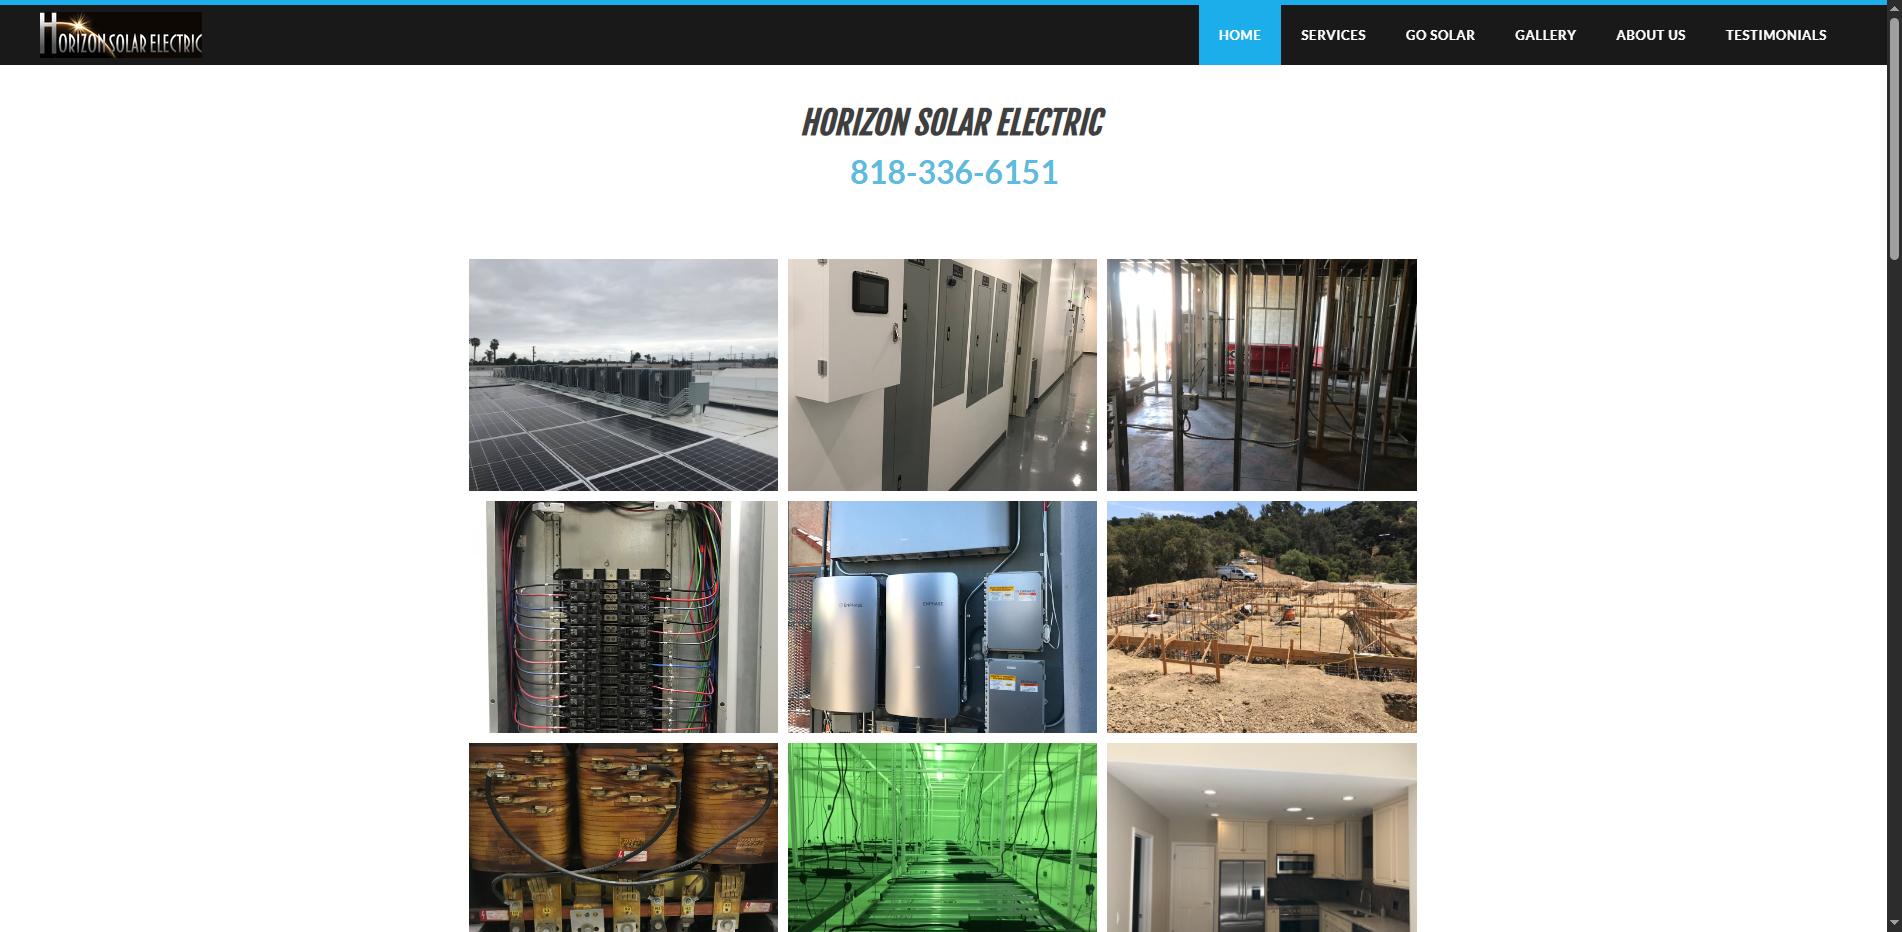 HORIZON SOLAR ELECTRIC
HOME
SERVICES
GO SOLAR
GALLERY
ABOUT US
TESTIMONIALS
HORIZON SOLAR ELECTRIC
818-336-6151
ENPHASE
ENPHASE